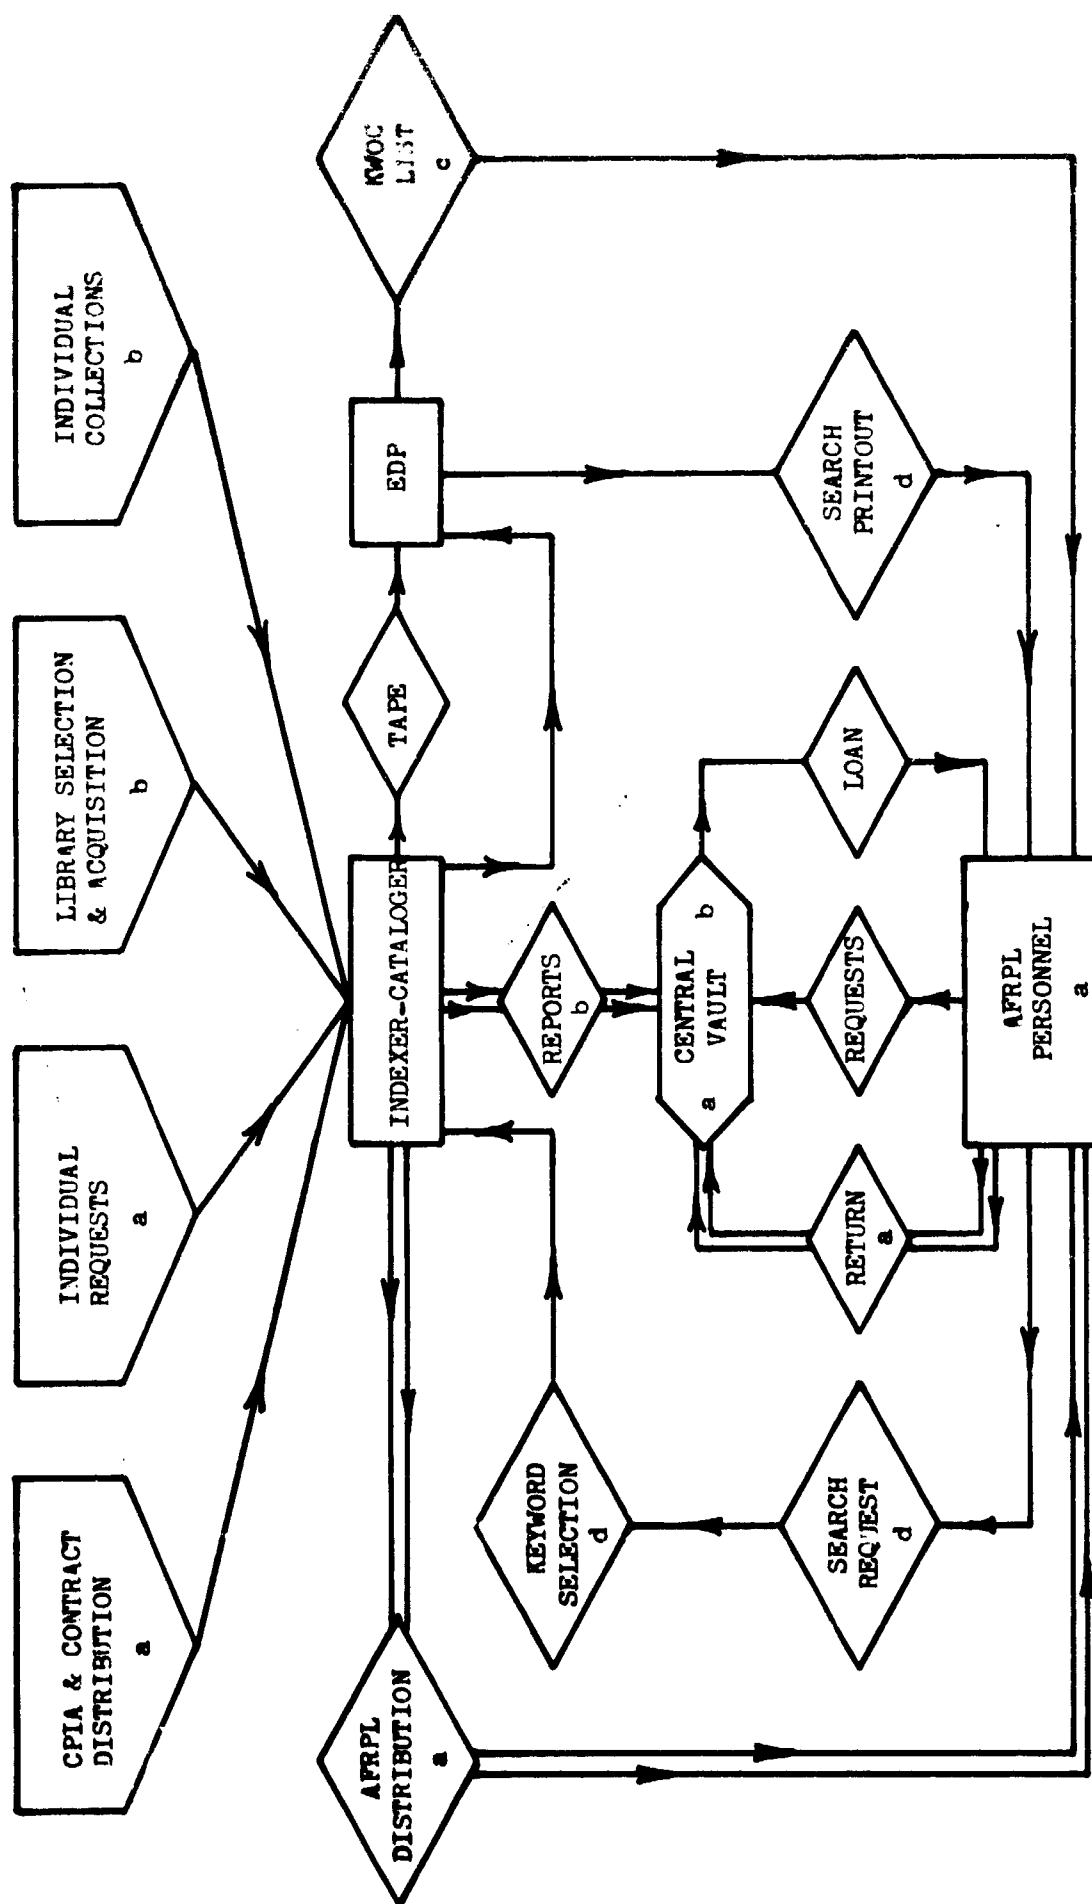 CPIA & CONTRACT
DISTRIBUTION
a
INDIVIDUAL
REQUESTS
a
LIBRARY SELECTION
& ACQUISITION
b
INDIVIDUAL
COLLECTIONS
b
AFRPL
DISTRIBUTION
a
INDEXER-CATALOGER
TAPE
EDP
KWOC
LIST
c
KEYWORD
SELECTION
d
REPORTS
b
SEARCH
REQUEST
d
RETURN
a
CENTRAL
VAULT
a
b
REQUESTS
LOAN
SEARCH
PRINTOUT
d
AFRPL
PERSONNEL
a